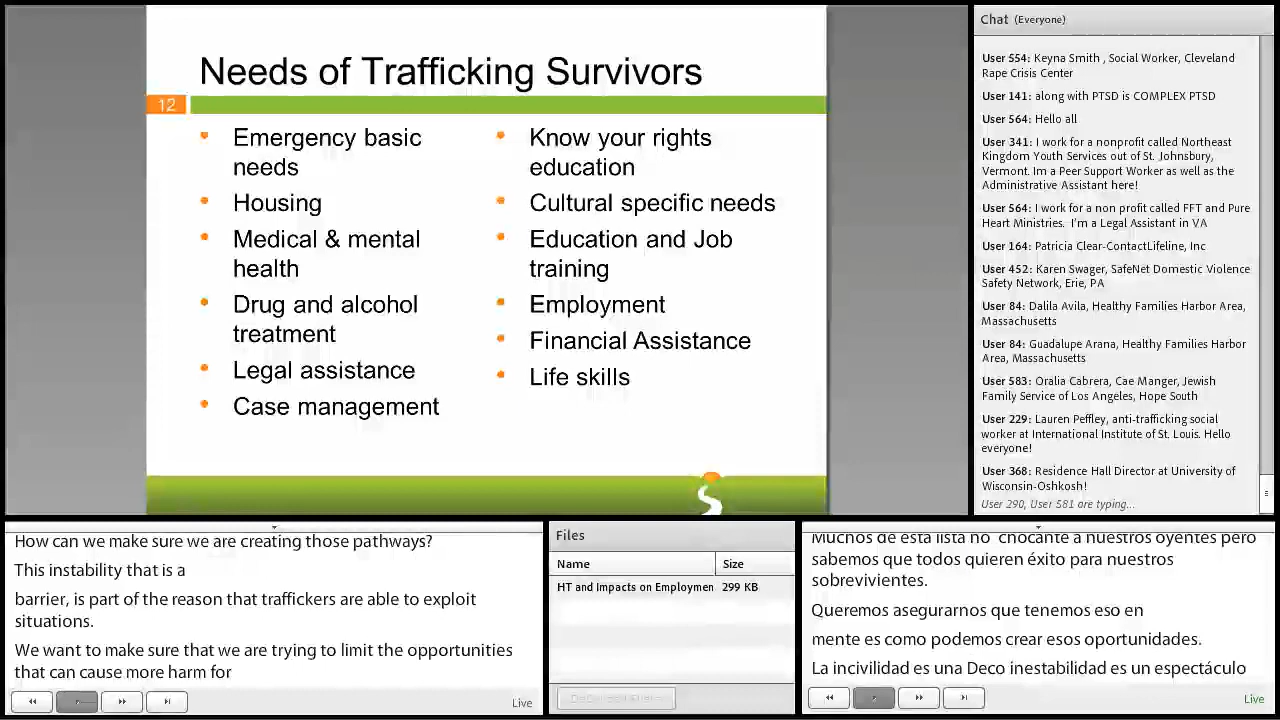 Needs of Trafficking Survivors
12
Emergency basic
needs
Housing
Medical & mental
health
Drug and alcohol
treatment
Legal assistance
Case management
Know your rights
education
Cultural specific needs
Education and Job
training
Employment
Financial Assistance
Life skills
Chat (Everyone)
User 554: Keyna Smith , Social Worker, Cleveland
Rape Crisis Center
User 141: along with PTSD is COMPLEX PTSD
User 564: Hello all
User 341: I work for a nonprofit called Northeast
Kingdom Youth Services out of St. Johnsbury,
Vermont. Im a Peer Support Worker as well as the
Administrative Assistant here!
User 564: I work for a non profit called FFT and Pure
Heart Ministries. I'm a Legal Assistant in VA
User 164: Patricia Clear-ContactLifeline, Inc
User 452: Karen Swager, SafeNet Domestic Violence
Safety Network, Erie, PA
User 84: Dalila Avila, Healthy Families Harbor Area,
Massachusetts
User 84: Guadalupe Arana, Healthy Families Harbor
Area, Massachusetts
User 583: Oralia Cabrera, Cae Manger, Jewish
Family Service of Los Angeles, Hope South
User 229: Lauren Peffley, anti-trafficking social
worker at International Institute of St. Louis. Hello
everyone!
User 368: Residence Hall Director at University of
Wisconsin-Oshkosh!
User 290, User 581 are typing...
How can we make sure we are creating those pathways?
This instability that is a
barrier, is part of the reason that traffickers are able to exploit
situations.
We want to make sure that we are trying to limit the opportunities
that can cause more harm for
Live
Files
Name Size
HT and Impacts on Employmen 299 KB
Muchos de esta lista no chocante a nuestros oyentes pero
sabemos que todos quieren éxito para nuestros
sobrevivientes.
Queremos asegurarnos que tenemos eso en
mente es como podemos crear esos oportunidades.
La incivilidad es una Deco inestabilidad es un espectáculo
Live